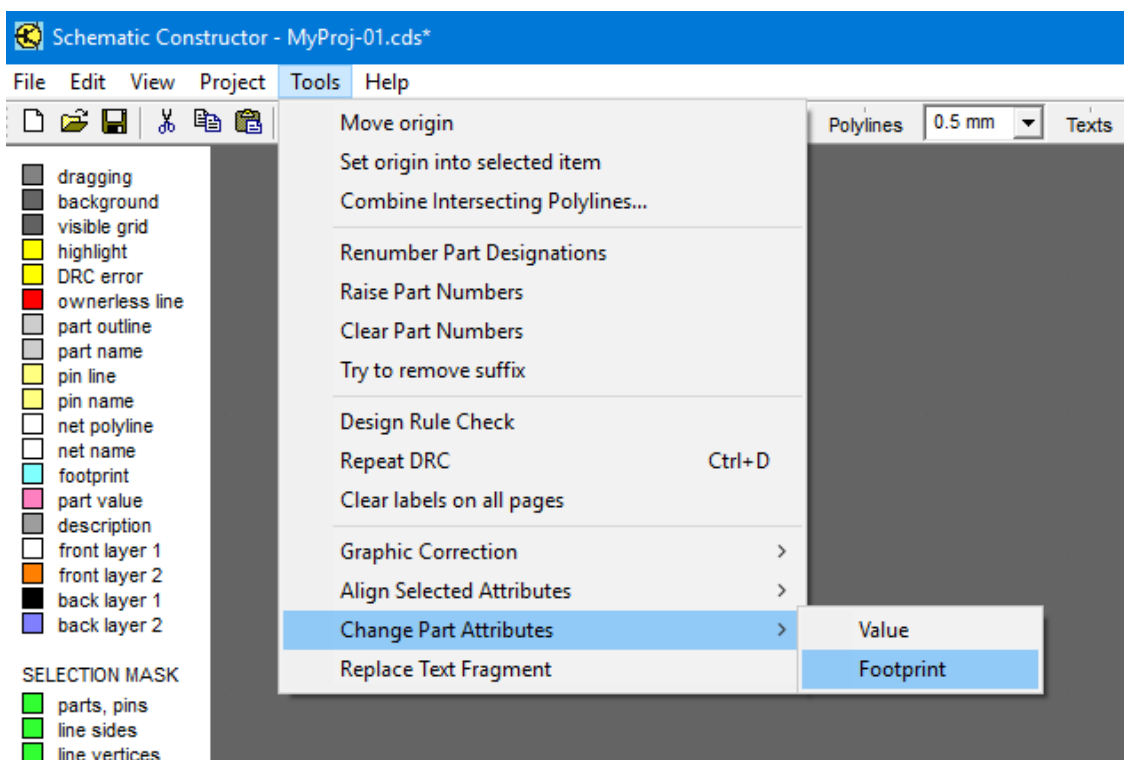 Schematic Constructor - MyProj-01.cds*
File Edit View Project Tools Help
Polylines 0.5 mm Texts
Move origin
Set origin into selected item
Combine Intersecting Polylines...
Renumber Part Designations
Raise Part Numbers
Clear Part Numbers
Try to remove suffix
Design Rule Check
Repeat DRC Ctrl+D
Clear labels on all pages
Graphic Correction >
Align Selected Attributes >
Change Part Attributes >
Replace Text Fragment
Value
Footprint
dragging
background
visible grid
highlight
DRC error
ownerless line
part outline
part name
pin line
pin name
net polyline
net name
footprint
part value
description
front layer 1
front layer 2
back layer 1
back layer 2
SELECTION MASK
parts, pins
line sides
line vertices